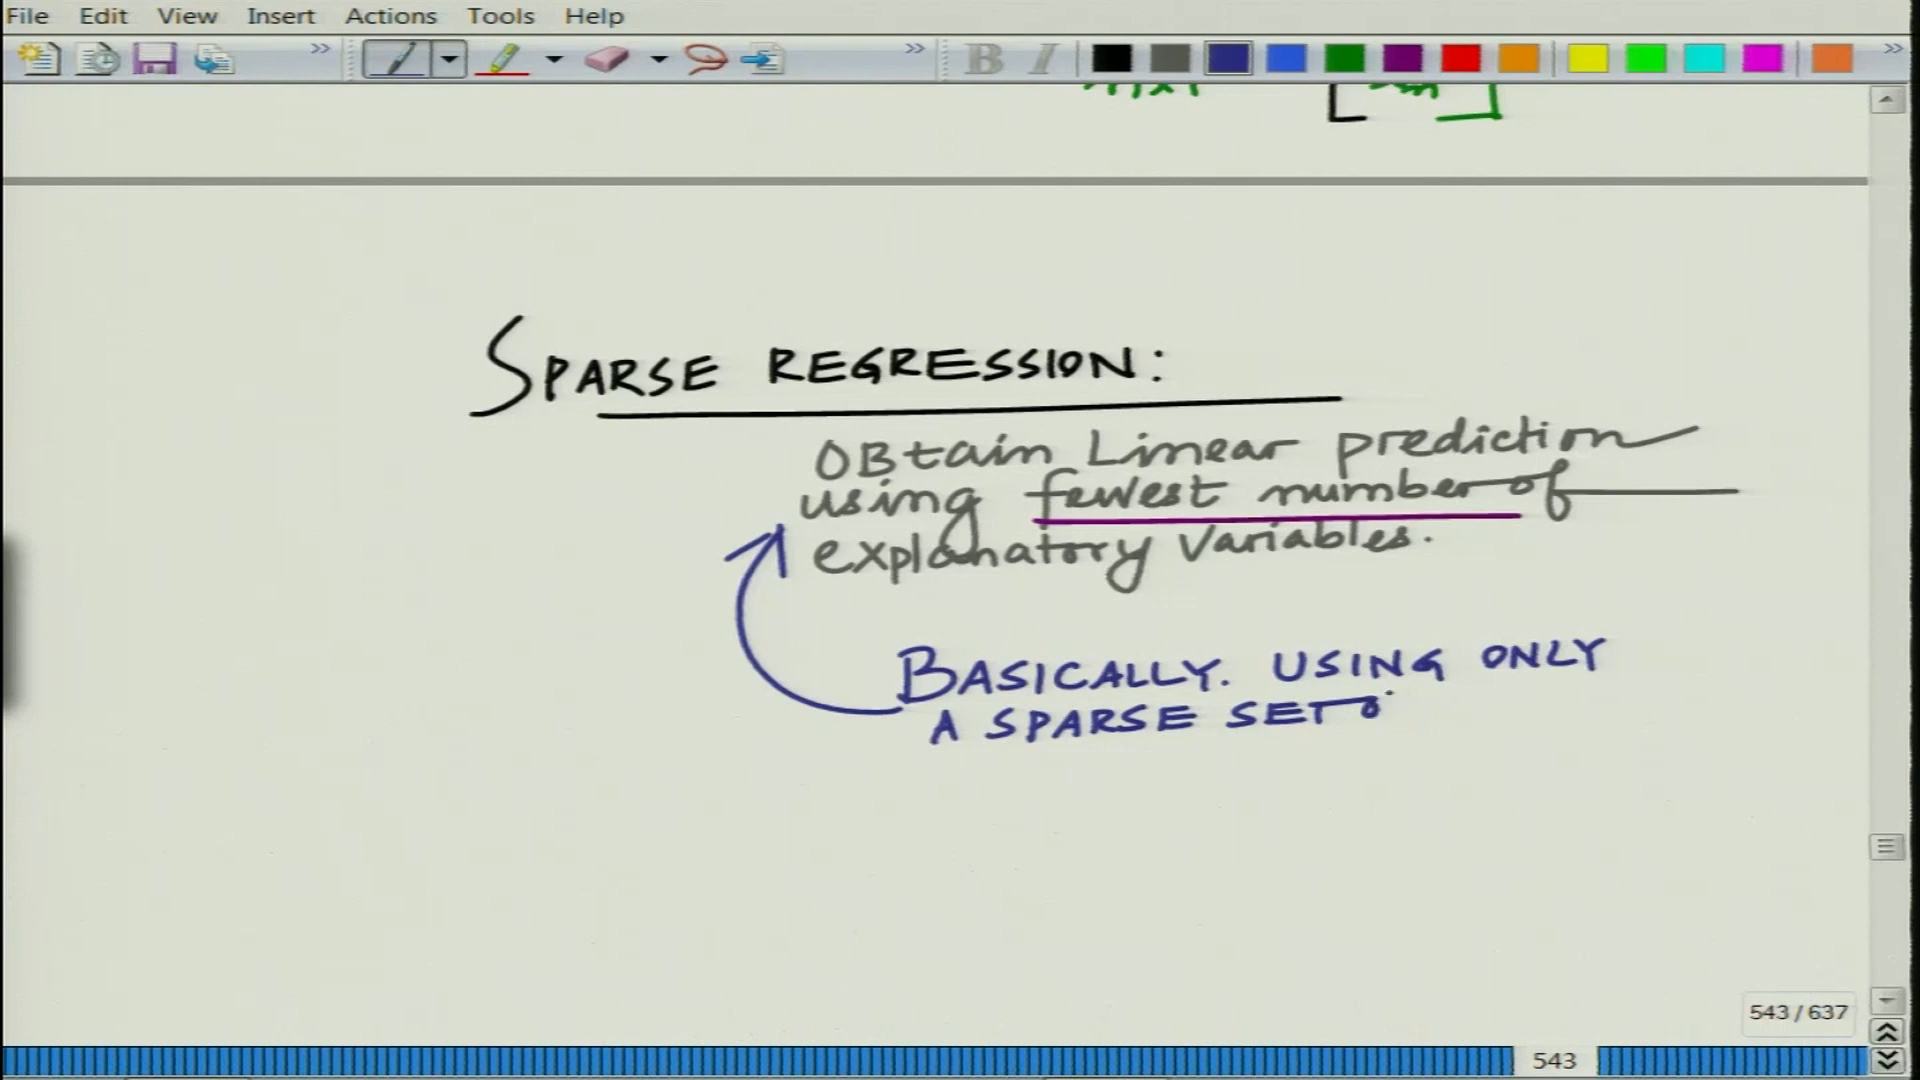 File Edit View Insert Actions Tools Help
SPARSE REGRESSION:
OBtain Linear prediction
using fewest number of
explanatory Variables.
BASICALLY. USING ONLY
A SPARSE SET O
543 / 637
543